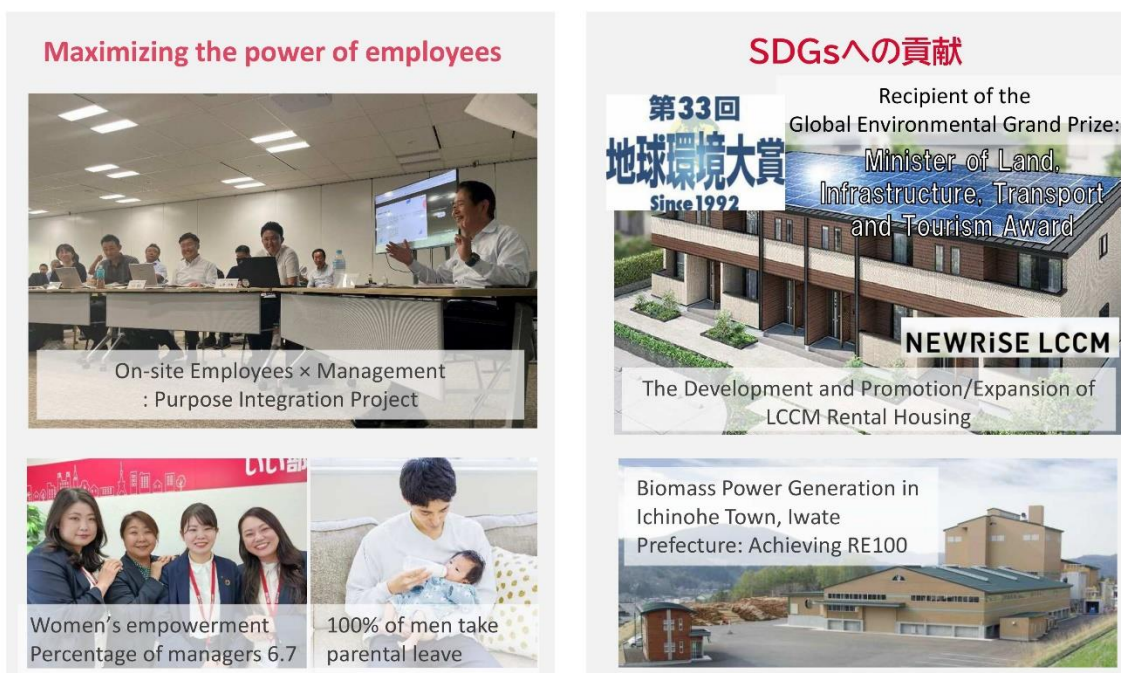 Maximizing the power of employees
On-site Employees × Management
: Purpose Integration Project
いい部
Women's empowerment
Percentage of managers 6.7
100% of men take
parental leave
SDGsへの貢献
第33回
地球環境大賞
Since 1992
Recipient of the
Global Environmental Grand Prize:
Minister of Land,
Infrastructure, Transport
and Tourism Award
NEWRiSE LCCM
The Development and Promotion/Expansion of
LCCM Rental Housing
Biomass Power Generation in
Ichinohe Town, Iwate
Prefecture: Achieving RE100